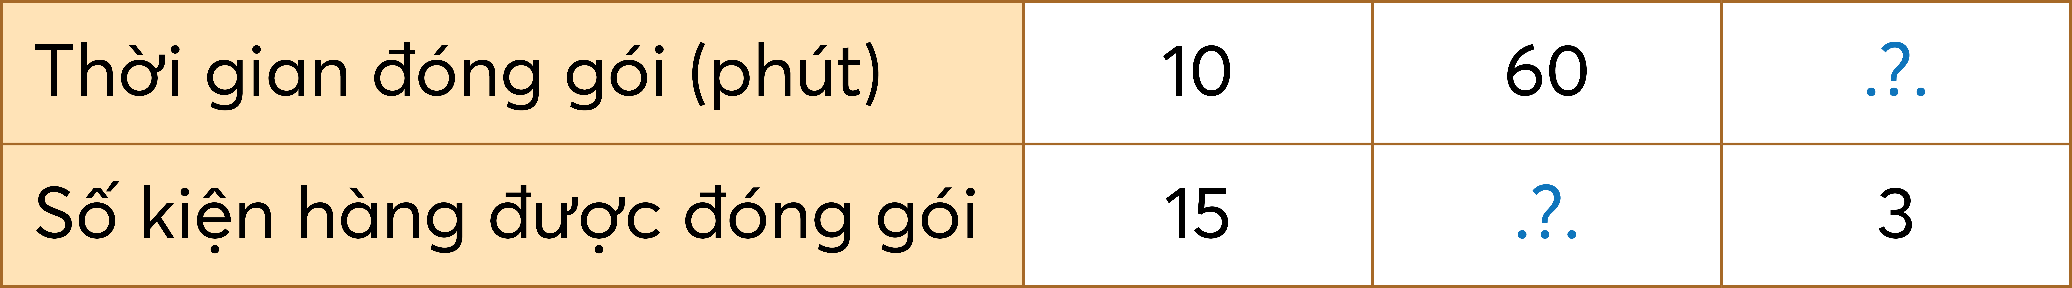 Thời gian đóng gói (phút) 10 60 .?.
Số kiện hàng được đóng gói 15 .?. 3